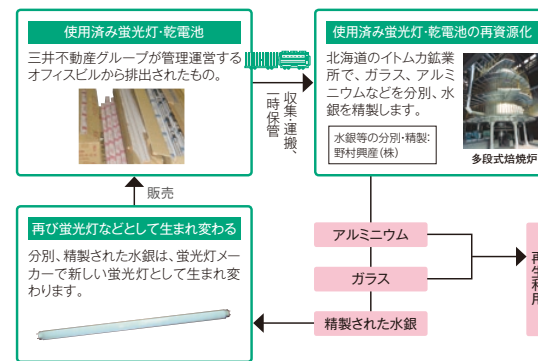 使用済み蛍光灯・乾電池
三井不動産グループが管理運営する
オフィスビルから排出されたもの。
収集・運搬、
一時保管
使用済み蛍光灯・乾電池の再資源化
北海道のイトムカ鉱業
所で、ガラス、アルミ
ニウムなどを分別、水
銀を精製します。
水銀等の分別・精製：
野村興産(株)
多段式焙焼炉
販売
再び蛍光灯などとして生まれ変わる
分別、精製された水銀は、蛍光灯メー
カーで新しい蛍光灯として生まれ変
わります。
アルミニウム
ガラス
精製された水銀
再生利用